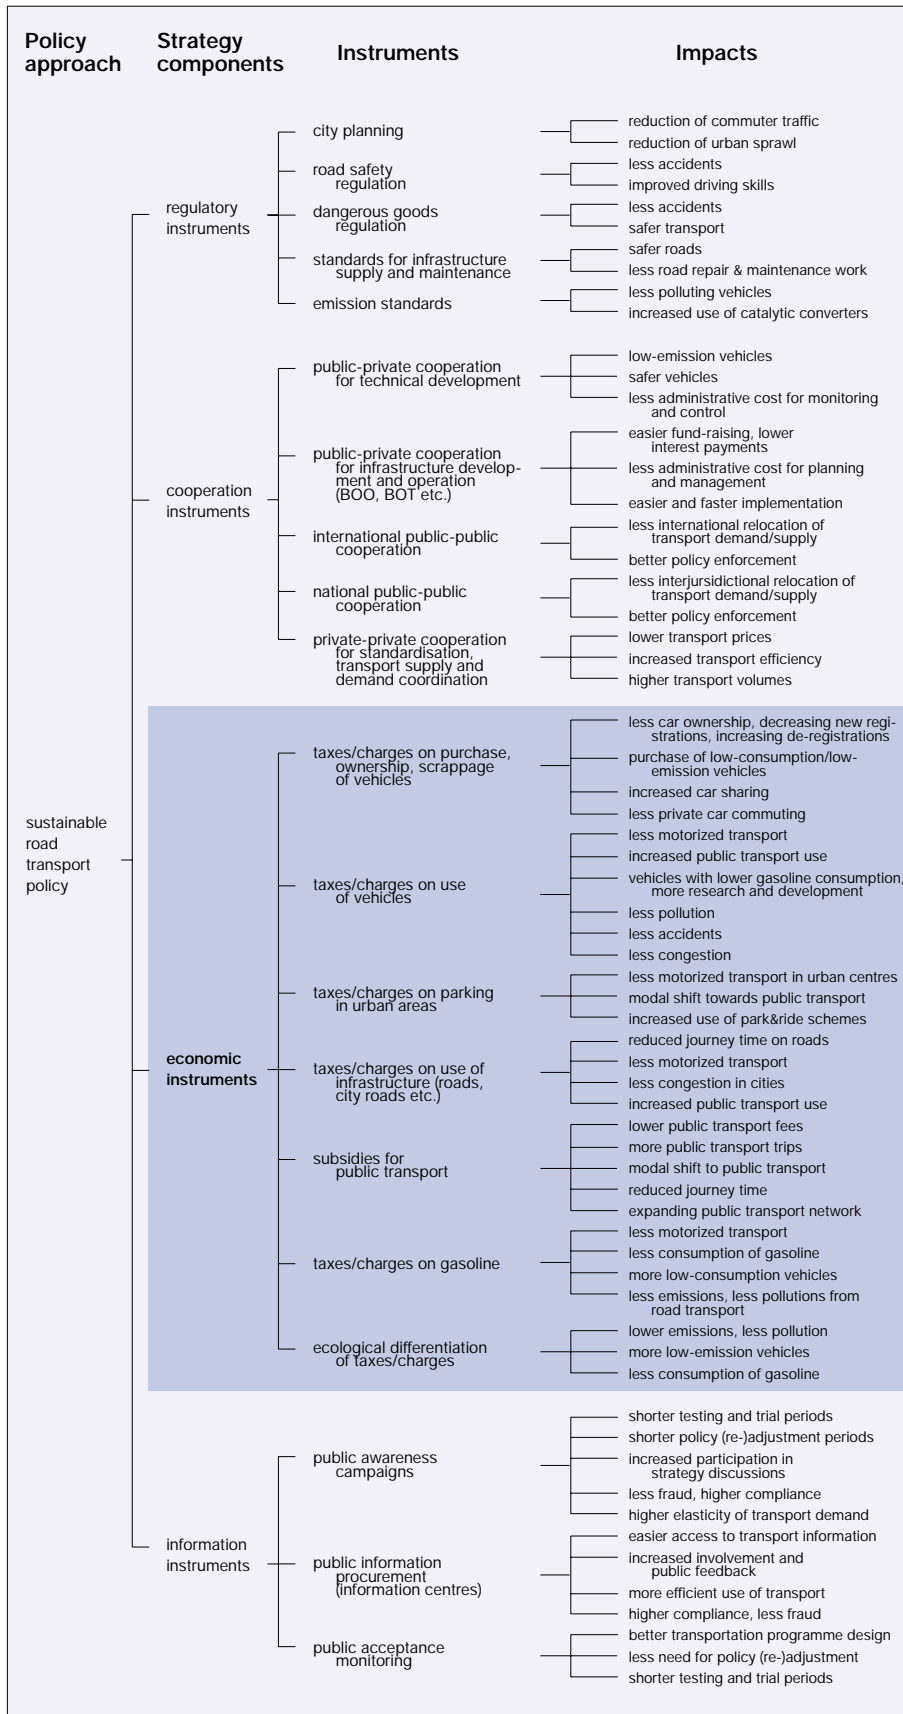 Policy
approach
Strategy
components
Instruments
Impacts
sustainable
road
transport
policy
regulatory
instruments
city planning
reduction of commuter traffic
reduction of urban sprawl
road safety
regulation
less accidents
improved driving skills
dangerous goods
regulation
less accidents
safer transport
standards for infrastructure
supply and maintenance
safer roads
less road repair & maintenance work
emission standards
less polluting vehicles
increased use of catalytic converters
cooperation
instruments
public-private cooperation
for technical development
low-emission vehicles
safer vehicles
less administrative cost for monitoring
and control
public-private cooperation
for infrastructure develop-
ment and operation
(BOO, BOT etc.)
easier fund-raising, lower
interest payments
less administrative cost for planning
and management
easier and faster implementation
international public-public
cooperation
less international relocation of
transport demand/supply
better policy enforcement
national public-public
cooperation
less interjursidictional relocation of
transport demand/supply
better policy enforcement
private-private cooperation
for standardisation,
transport supply and
demand coordination
lower transport prices
increased transport efficiency
higher transport volumes
economic
instruments
taxes/charges on purchase,
ownership, scrappage
of vehicles
less car ownership, decreasing new regi-
strations, increasing de-registrations
purchase of low-consumption/low-
emission vehicles
increased car sharing
less private car commuting
taxes/charges on use
of vehicles
less motorized transport
increased public transport use
vehicles with lower gasoline consumption,
more research and development
less pollution
less accidents
less congestion
taxes/charges on parking
in urban areas
less motorized transport in urban centres
modal shift towards public transport
increased use of park&ride schemes
taxes/charges on use of
infrastructure (roads,
city roads etc.)
reduced journey time on roads
less motorized transport
less congestion in cities
increased public transport use
subsidies for
public transport
lower public transport fees
more public transport trips
modal shift to public transport
reduced journey time
expanding public transport network
taxes/charges on gasoline
less motorized transport
less consumption of gasoline
more low-consumption vehicles
less emissions, less pollutions from
road transport
ecological differentiation
of taxes/charges
lower emissions, less pollution
more low-emission vehicles
less consumption of gasoline
information
instruments
public awareness
campaigns
shorter testing and trial periods
shorter policy (re-)adjustment periods
increased participation in
strategy discussions
less fraud, higher compliance
higher elasticity of transport demand
public information
procurement
(information centres)
easier access to transport information
increased involvement and
public feedback
more efficient use of transport
higher compliance, less fraud
public acceptance
monitoring
better transportation programme design
less need for policy (re-)adjustment
shorter testing and trial periods